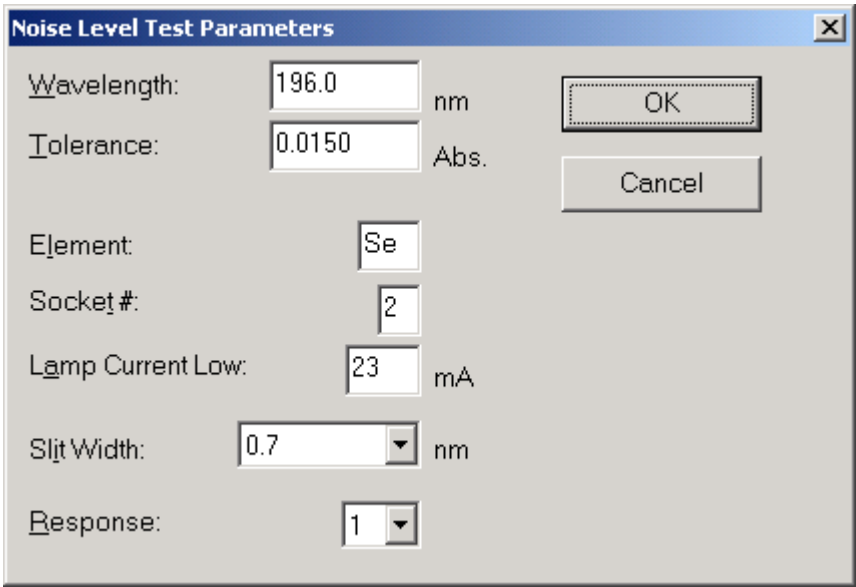 Noise Level Test Parameters
Wavelength: 196.0 nm
OK
Tolerance: 0.0150 Abs.
Cancel
Element: Se
Socket #: 2
Lamp Current Low: 23 mA
Slit Width: 0.7 nm
Response: 1